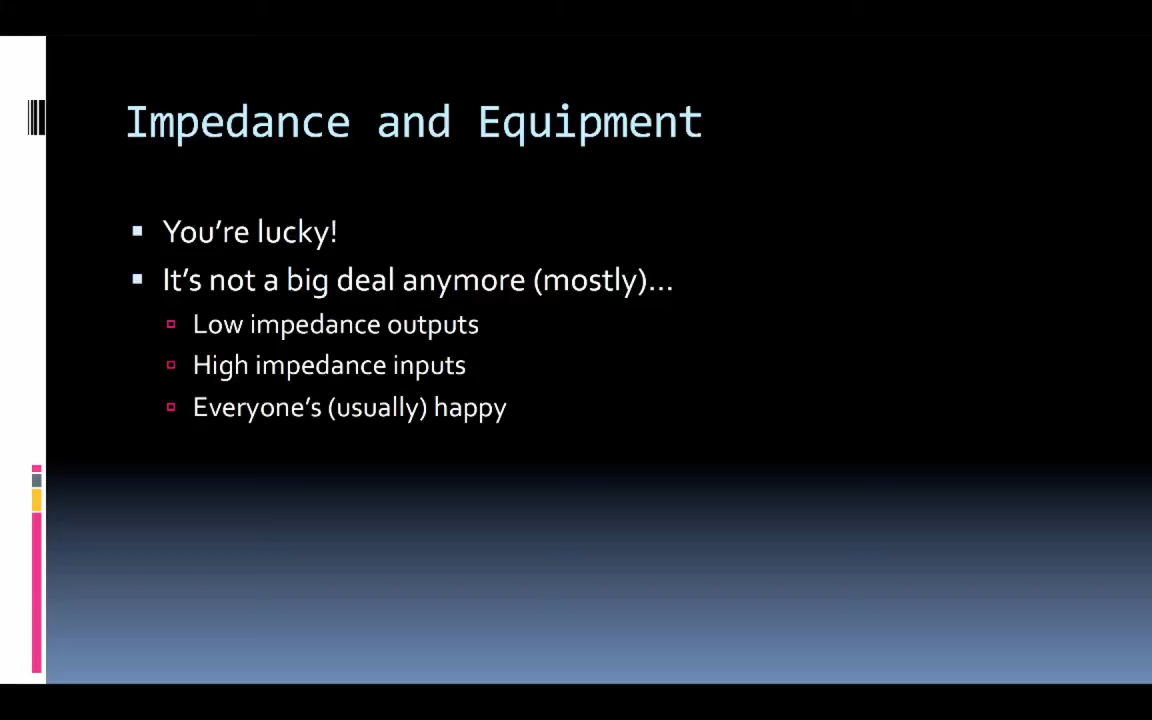 Impedance and Equipment
You’re lucky!
It’s not a big deal anymore (mostly)…
Low impedance outputs
High impedance inputs
Everyone’s (usually) happy